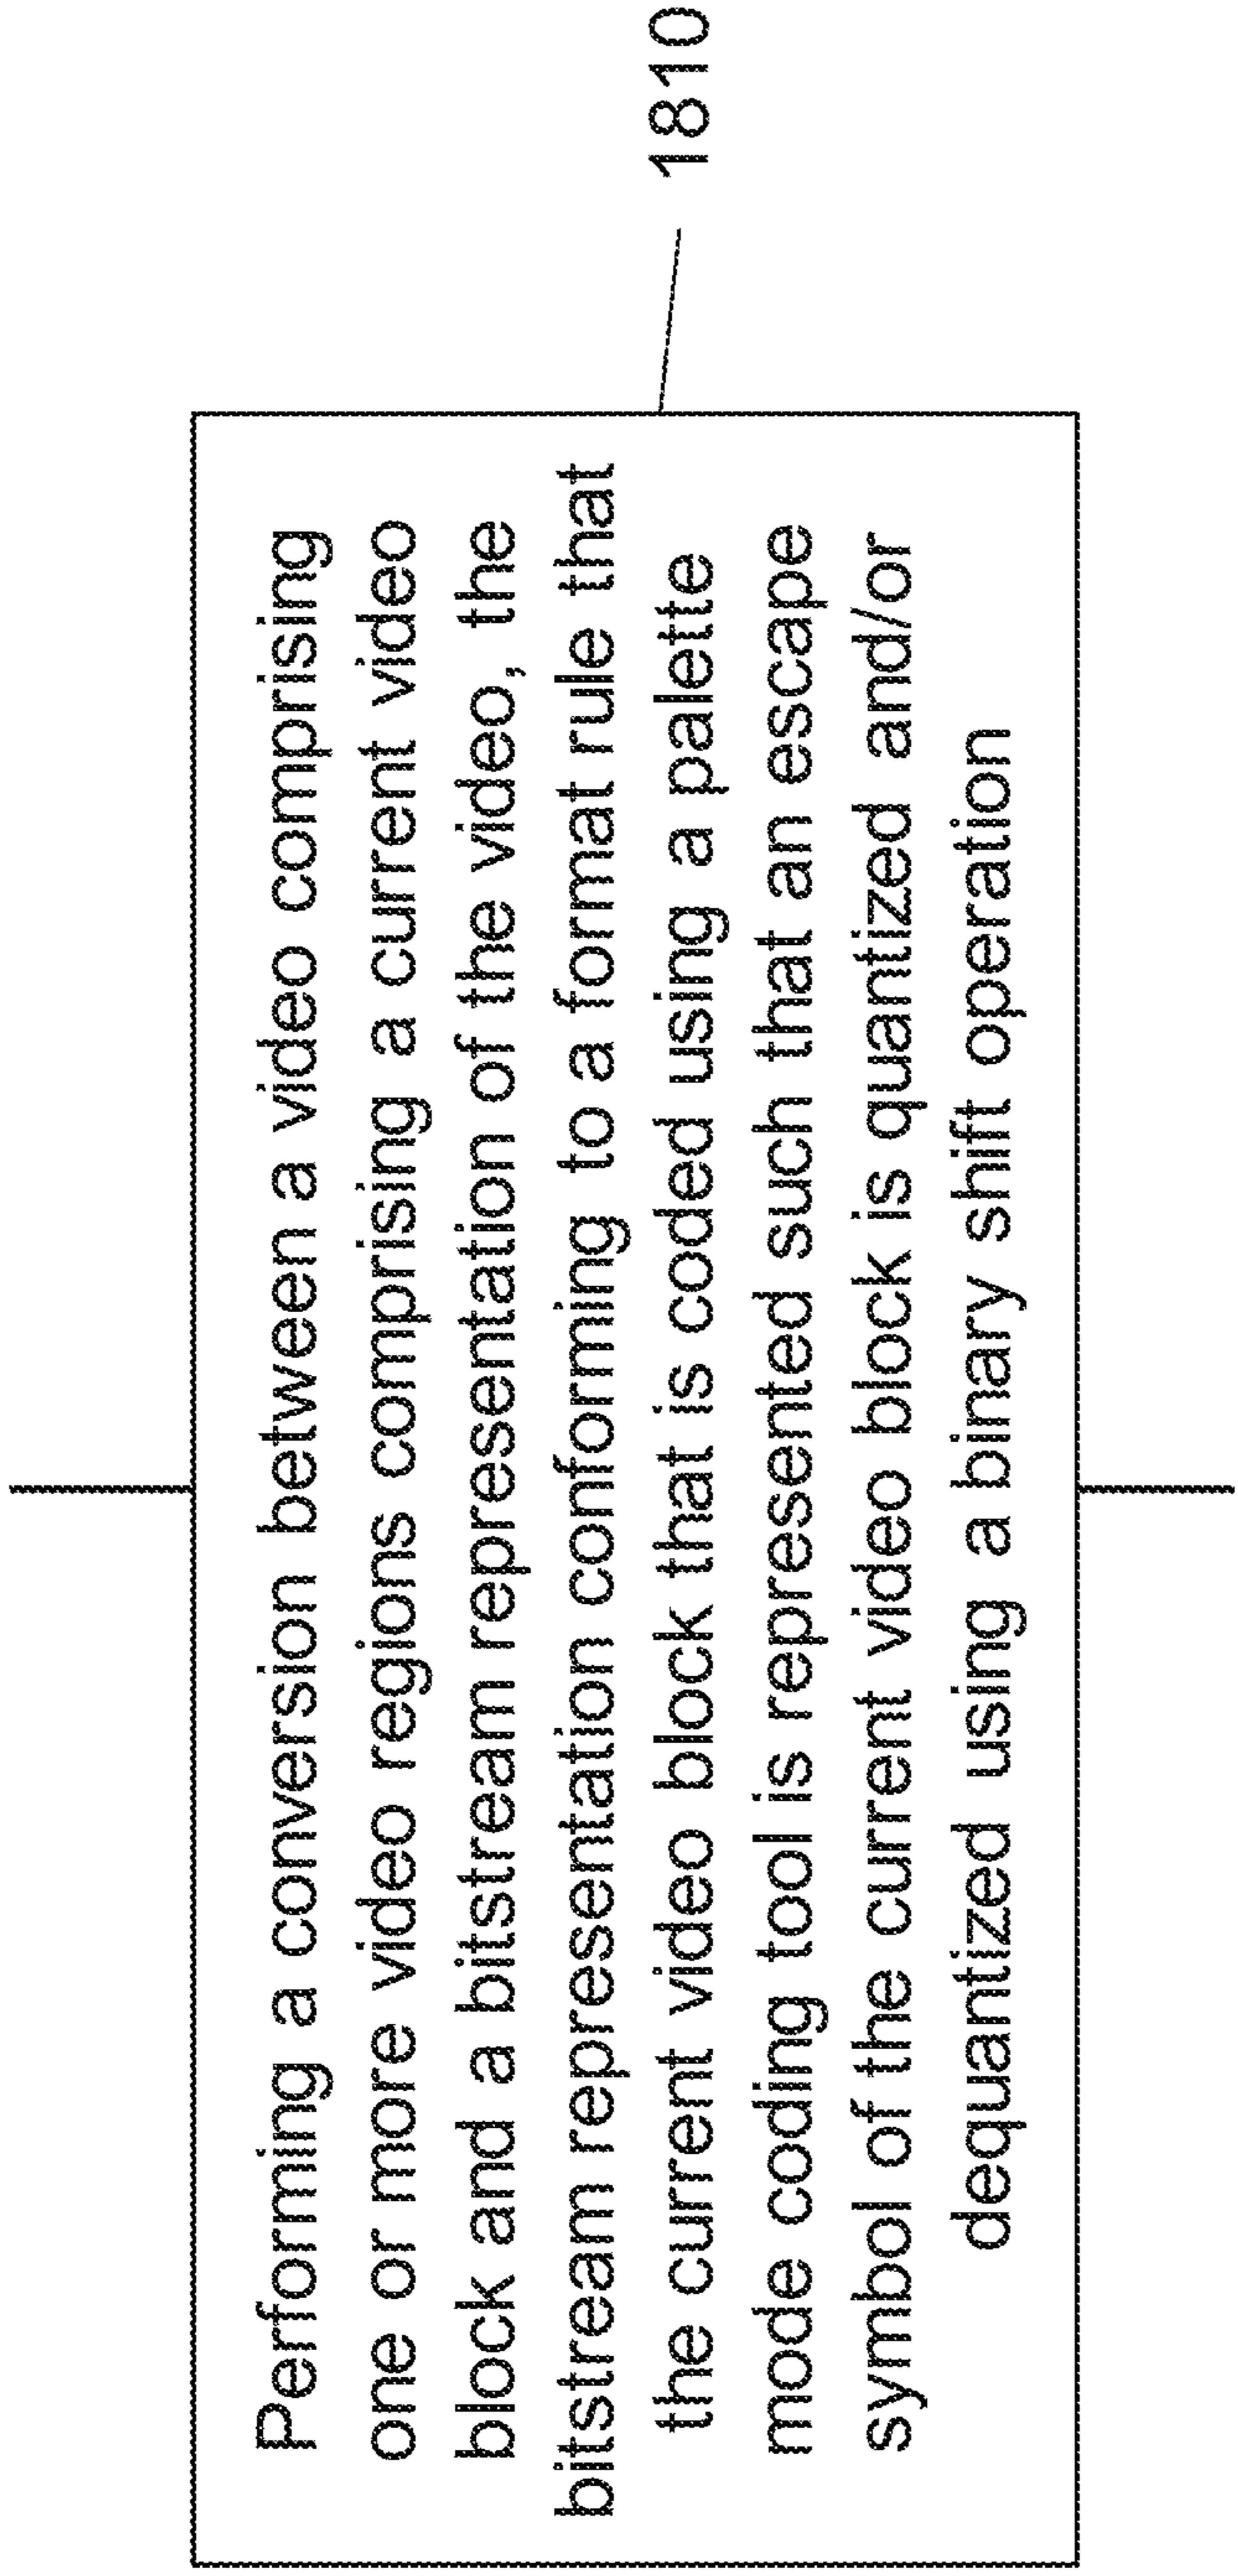 Performing a conversion between a video comprising
one or more video regions comprising a current video
block and a bitstream representation of the video, the
bitstream representation conforming to a format rule that
the current video block that is coded using a palette
mode coding tool is represented such that an escape
symbol of the current video block is quantized and/or
dequantized using a binary shift operation
1810